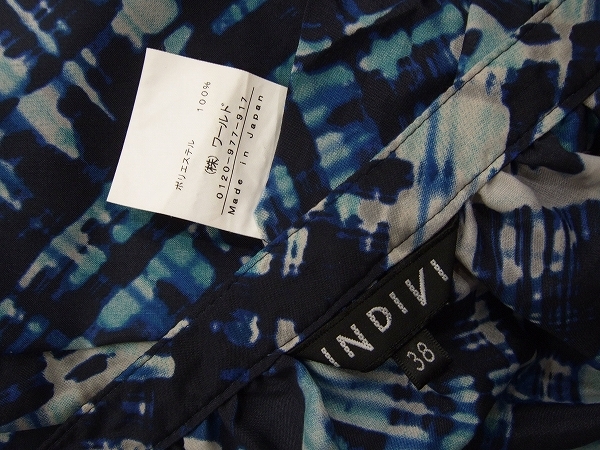 ポリエステル 100%
(株)ワールド
0120-977-917
Made in Japan
INDIV
38